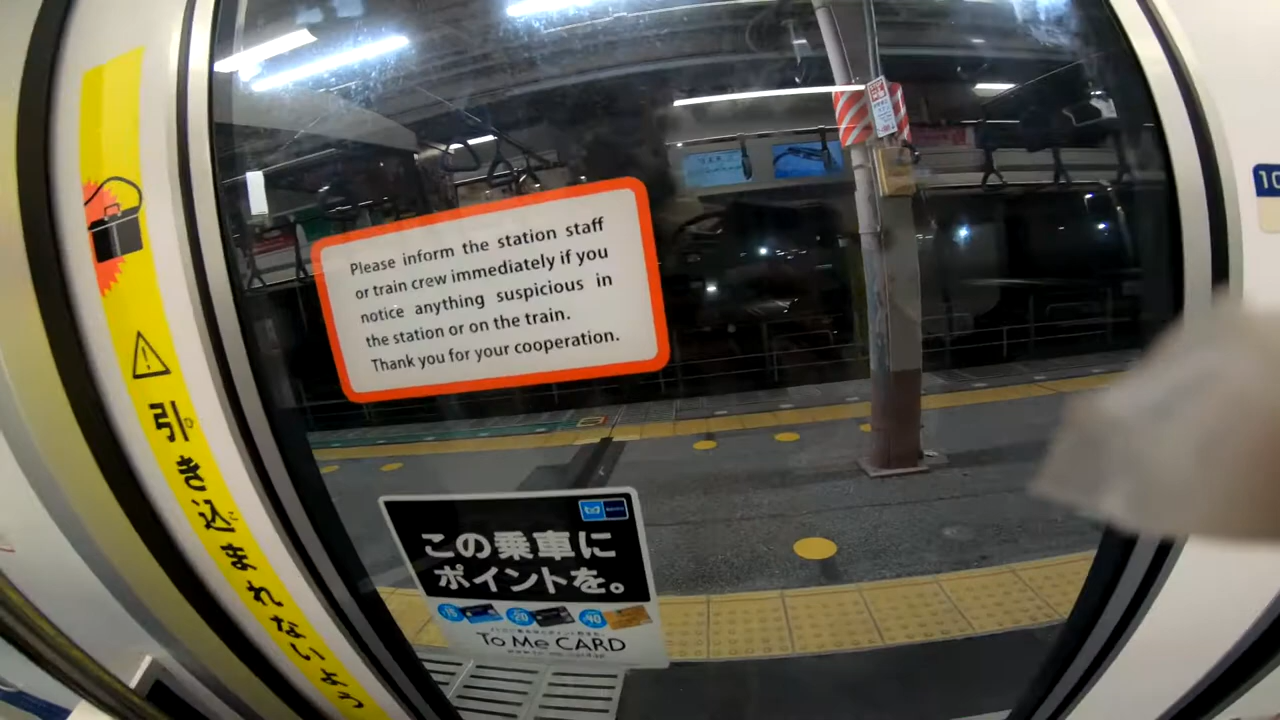 引き込まれないよう
Please inform the station staff
or train crew immediately if you
notice anything suspicious in
the station or on the train.
Thank you for your cooperation.
この乗車に
ポイントを。
To Me CARD
10